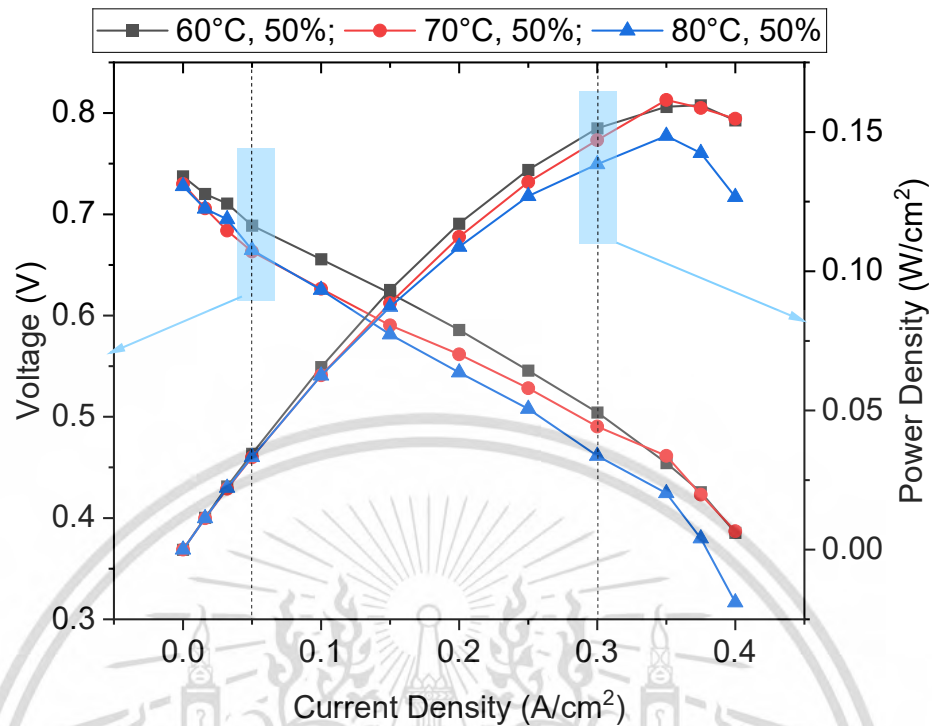 60°C, 50%; 70°C, 50%; 80°C, 50%
Voltage (V)
0.8
0.7
0.6
0.5
0.4
0.3
0.0 0.1 0.2 0.3 0.4
Current Density (A/cm²)
0.15
0.10
0.05
0.00
Power Density (W/cm²)